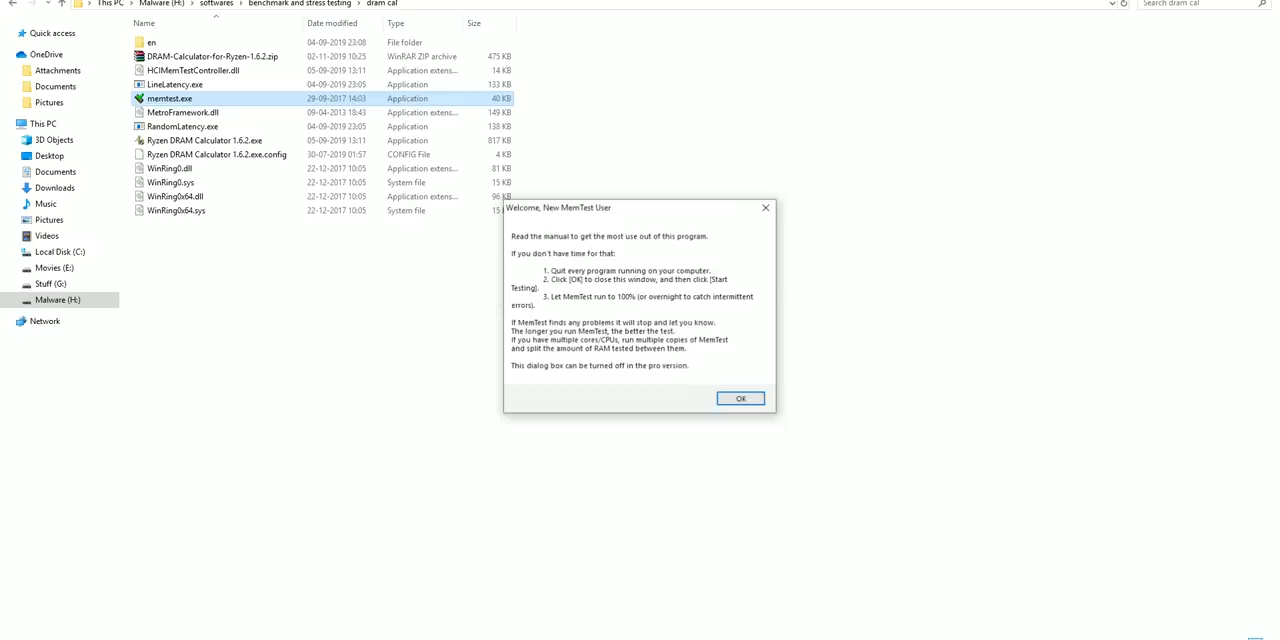 This PC > Malware (H:) > softwares > benchmark and stress testing > dram cal
Search dram cal
Name Date modified Type Size
Quick access
OneDrive
Attachments
Documents
Pictures
This PC
3D Objects
Desktop
Documents
Downloads
Music
Pictures
Videos
Local Disk (C:)
Movies (E:)
Stuff (G:)
Malware (H:)
Network
en 04-09-2019 23:08 File folder
DRAM-Calculator-for-Ryzen-1.6.2.zip 02-11-2019 10:25 WinRAR ZIP archive 475 KB
HCIMemTestController.dll 05-09-2019 13:11 Application extens... 14 KB
LineLatency.exe 04-09-2019 23:05 Application 133 KB
memtest.exe 29-09-2017 14:03 Application 40 KB
MetroFramework.dll 09-04-2013 18:43 Application extens... 149 KB
RandomLatency.exe 04-09-2019 23:05 Application 138 KB
Ryzen DRAM Calculator 1.6.2.exe 05-09-2019 13:11 Application 817 KB
Ryzen DRAM Calculator 1.6.2.exe.config 30-07-2019 01:57 CONFIG File 4 KB
WinRing0.dll 22-12-2017 10:05 Application extens... 81 KB
WinRing0.sys 22-12-2017 10:05 System file 15 KB
WinRing0x64.dll 22-12-2017 10:05 Application extens... 96 KB
WinRing0x64.sys 22-12-2017 10:05 System file 15
Welcome, New MemTest User
Read the manual to get the most use out of this program.
If you don't have time for that:
1. Quit every program running on your computer.
2. Click [OK] to close this window, and then click [Start
Testing].
3. Let MemTest run to 100% (or overnight to catch intermittent
errors).
If MemTest finds any problems it will stop and let you know.
The longer you run MemTest, the better the test.
If you have multiple cores/CPUs, run multiple copies of MemTest
and split the amount of RAM tested between them.
This dialog box can be turned off in the pro version.
OK